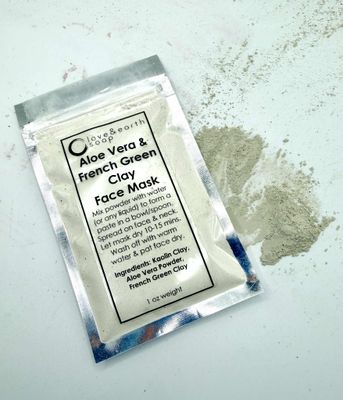 love&earth
soap
Aloe Vera &
French Green
Clay
Face Mask
Mix powder with water
(or any liquid) to form a
paste in a bowl/spoon.
Spread on face & neck.
Let mask dry 10-15 mins.
Wash off with warm
water & pat face dry.
Ingredients: Kaolin Clay,
Aloe Vera Powder,
French Green Clay
1 oz weight